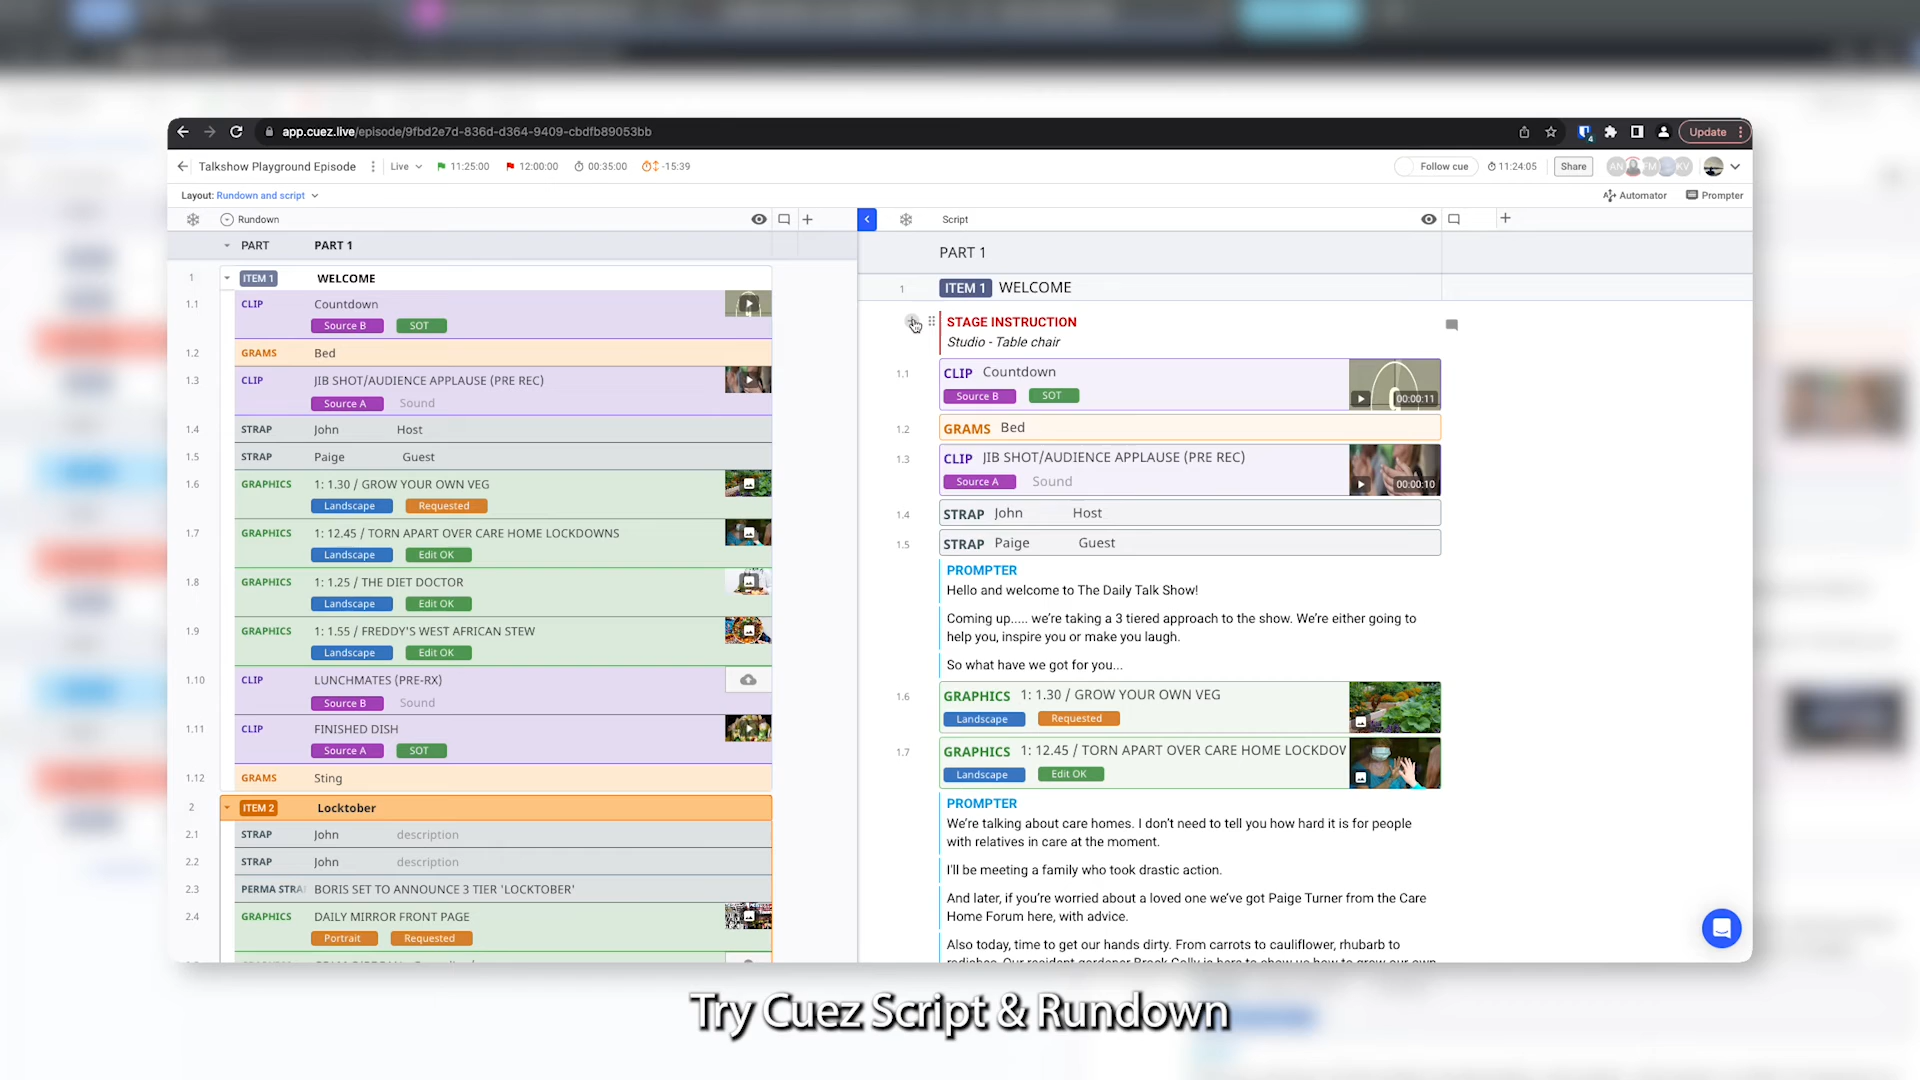 app.cuez.live/episode/9fbd2e7d-836d-d364-9409-cbdfb89053bb
Update
Talkshow Playground Episode
Live
11:25:00
12:00:00
00:35:00
-15:39
Follow cue
11:24:05
Share
AN
FM
KV
Layout: Rundown and script
Automator
Prompter
Rundown
PART PART 1
1 ITEM 1 WELCOME
1.1 CLIP Countdown
Source B SOT
1.2 GRAMS Bed
1.3 CLIP JIB SHOT/AUDIENCE APPLAUSE (PRE REC)
Source A Sound
1.4 STRAP John Host
1.5 STRAP Paige Guest
1.6 GRAPHICS 1: 1.30 / GROW YOUR OWN VEG
Landscape Requested
1.7 GRAPHICS 1: 12.45 / TORN APART OVER CARE HOME LOCKDOWNS
Landscape Edit OK
1.8 GRAPHICS 1: 1.25 / THE DIET DOCTOR
Landscape Edit OK
1.9 GRAPHICS 1: 1.55 / FREDDY'S WEST AFRICAN STEW
Landscape Edit OK
1.10 CLIP LUNCHMATES (PRE-RX)
Source B Sound
1.11 CLIP FINISHED DISH
Source A SOT
1.12 GRAMS Sting
2 ITEM 2 Locktober
2.1 STRAP John description
2.2 STRAP John description
2.3 PERMA STRA BORIS SET TO ANNOUNCE 3 TIER 'LOCKTOBER'
2.4 GRAPHICS DAILY MIRROR FRONT PAGE
Portrait Requested
Script
PART 1
1 ITEM 1 WELCOME
STAGE INSTRUCTION
Studio - Table chair
1.1 CLIP Countdown
Source B SOT
00:00:11
1.2 GRAMS Bed
1.3 CLIP JIB SHOT/AUDIENCE APPLAUSE (PRE REC)
Source A Sound
00:00:10
1.4 STRAP John Host
1.5 STRAP Paige Guest
PROMPTER
Hello and welcome to The Daily Talk Show!
Coming up..... we’re taking a 3 tiered approach to the show. We’re either going to
help you, inspire you or make you laugh.
So what have we got for you...
1.6 GRAPHICS 1: 1.30 / GROW YOUR OWN VEG
Landscape Requested
1.7 GRAPHICS 1: 12.45 / TORN APART OVER CARE HOME LOCKDOV
Landscape Edit OK
PROMPTER
We’re talking about care homes. I don’t need to tell you how hard it is for people
with relatives in care at the moment.
I'll be meeting a family who took drastic action.
And later, if you’re worried about a loved one we’ve got Paige Turner from the Care
Home Forum here, with advice.
Also today, time to get our hands dirty. From carrots to cauliflower, rhubarb to
Try Cuez Script & Rundown